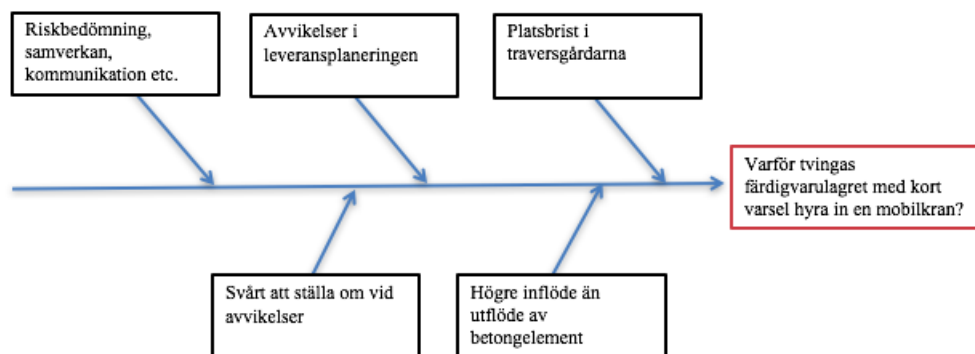 Riskbedömning,
samverkan,
kommunikation etc.
Avvikelser i
leveransplaneringen
Platsbrist i
traversgårdarna
Varför tvingas
färdigvarulagret med kort
varsel hyra in en mobilkran?
Svårt att ställa om vid
avvikelser
Högre inflöde än
utflöde av
betongelement